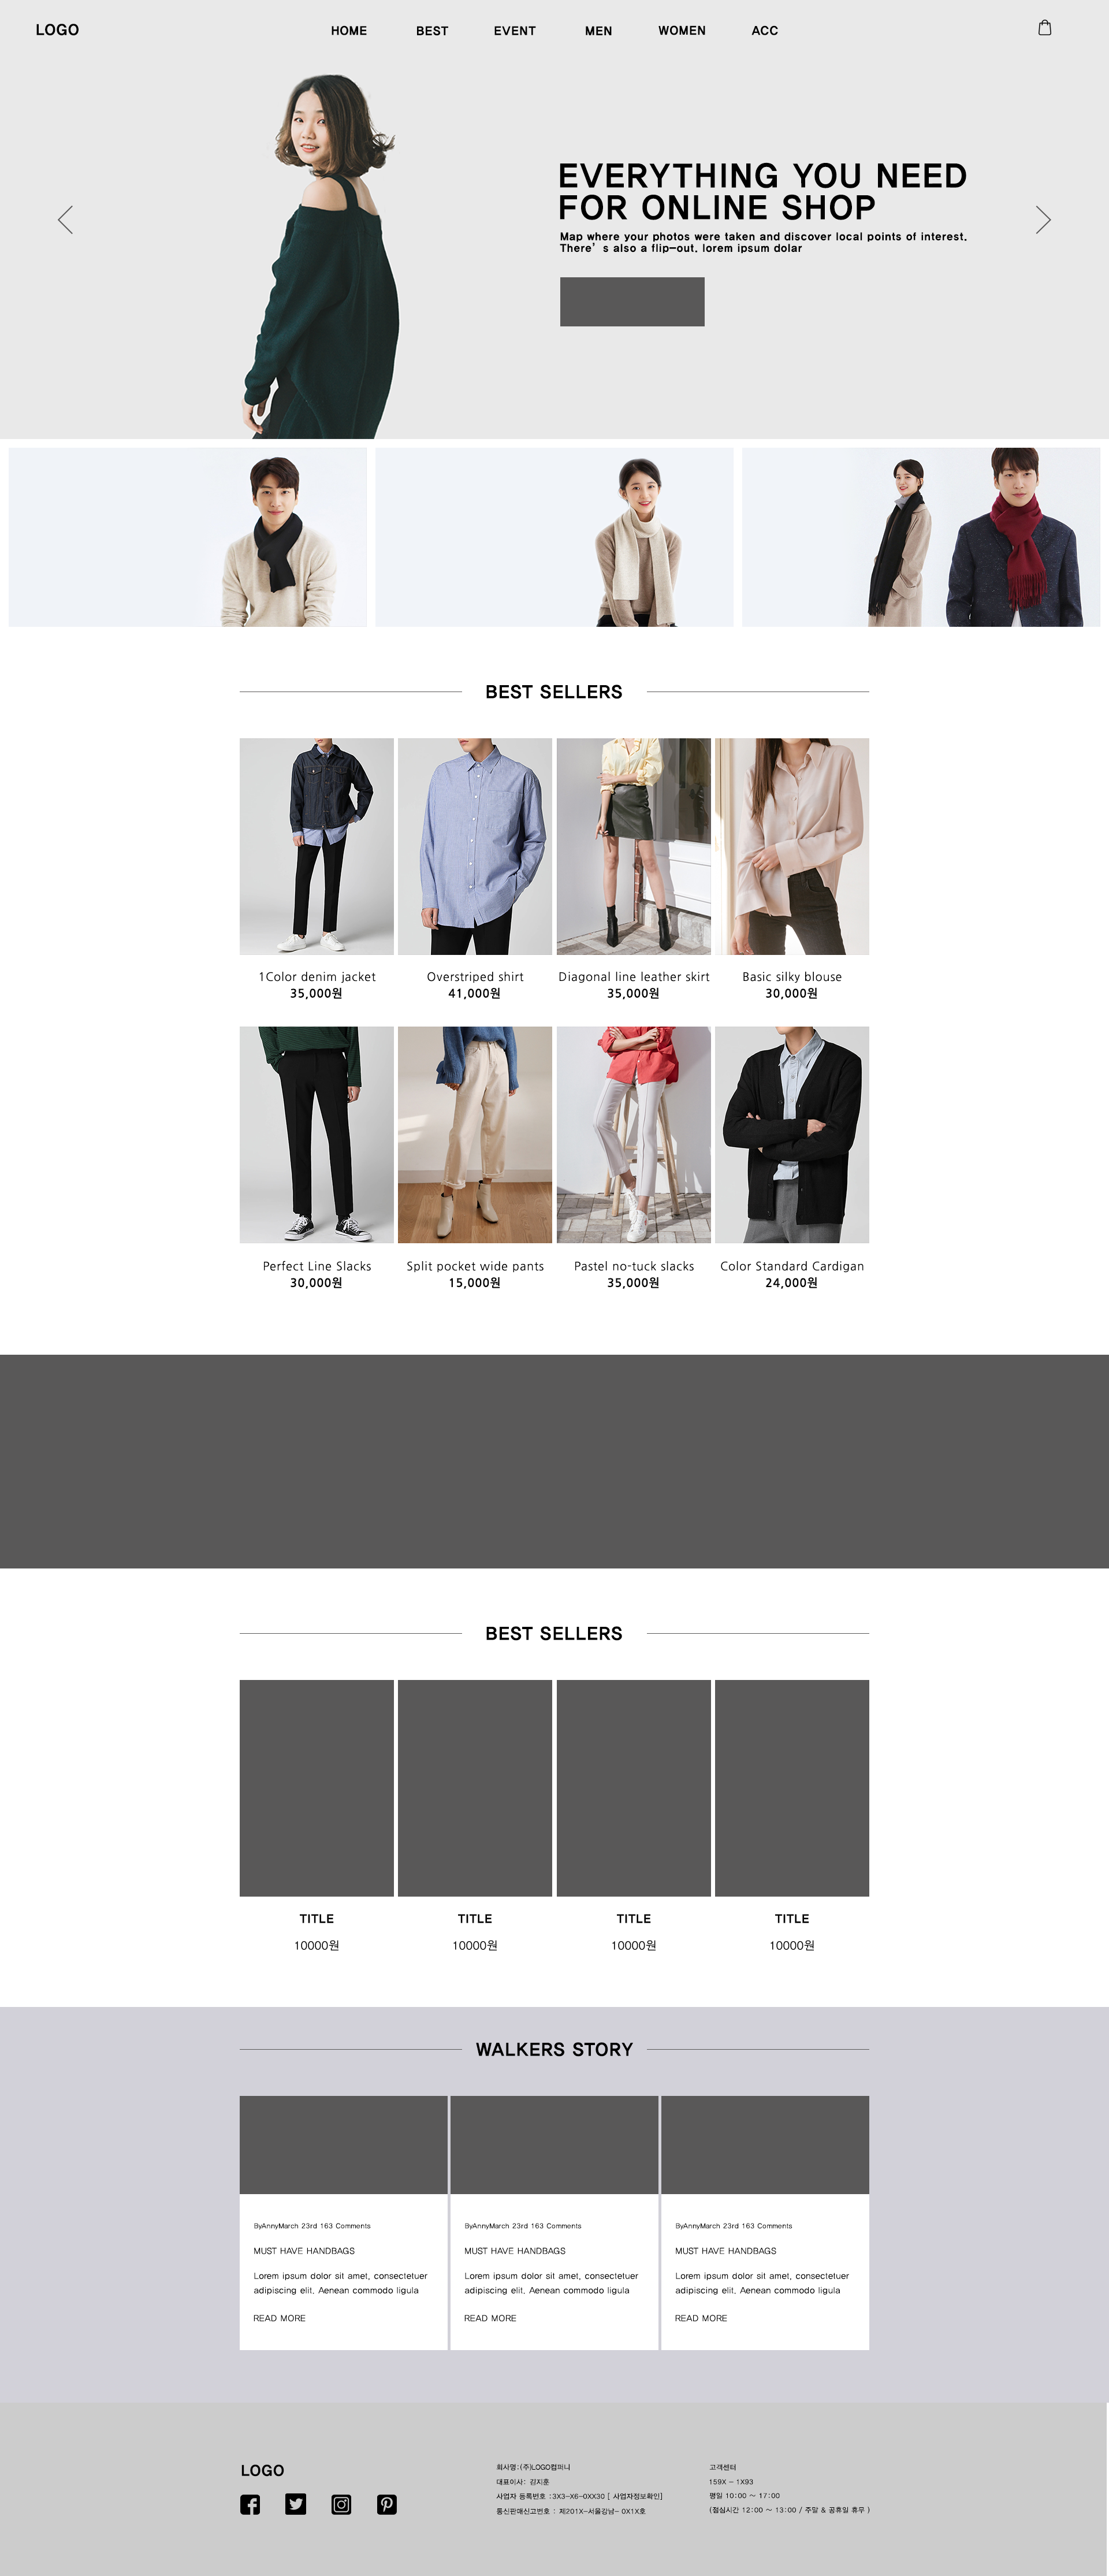 LOGO
HOME
BEST
EVENT
MEN
WOMEN
ACC
EVERYTHING YOU NEED
FOR ONLINE SHOP
Map where your photos were taken and discover local points of interest.
There’s also a flip-out. lorem ipsum dolar
BEST SELLERS
1Color denim jacket
35,000원
Overstriped shirt
41,000원
Diagonal line leather skirt
35,000원
Basic silky blouse
30,000원
Perfect Line Slacks
30,000원
Split pocket wide pants
15,000원
Pastel no-tuck slacks
35,000원
Color Standard Cardigan
24,000원
BEST SELLERS
TITLE
10000원
TITLE
10000원
TITLE
10000원
TITLE
10000원
WALKERS STORY
ByAnnyMarch 23rd 163 Comments
MUST HAVE HANDBAGS
Lorem ipsum dolor sit amet, consectetuer
adipiscing elit. Aenean commodo ligula
READ MORE
ByAnnyMarch 23rd 163 Comments
MUST HAVE HANDBAGS
Lorem ipsum dolor sit amet, consectetuer
adipiscing elit. Aenean commodo ligula
READ MORE
ByAnnyMarch 23rd 163 Comments
MUST HAVE HANDBAGS
Lorem ipsum dolor sit amet, consectetuer
adipiscing elit. Aenean commodo ligula
READ MORE
LOGO
회사명:(주)LOGO컴퍼니
대표이사: 김지훈
사업자 등록번호 :3X3-X6-0XX30 [ 사업자정보확인]
통신판매신고번호 : 제201X-서울강남- 0X1X호
고객센터
159X - 1X93
평일 10:00 ~ 17:00
(점심시간 12:00 ~ 13:00 / 주말 & 공휴일 휴무 )